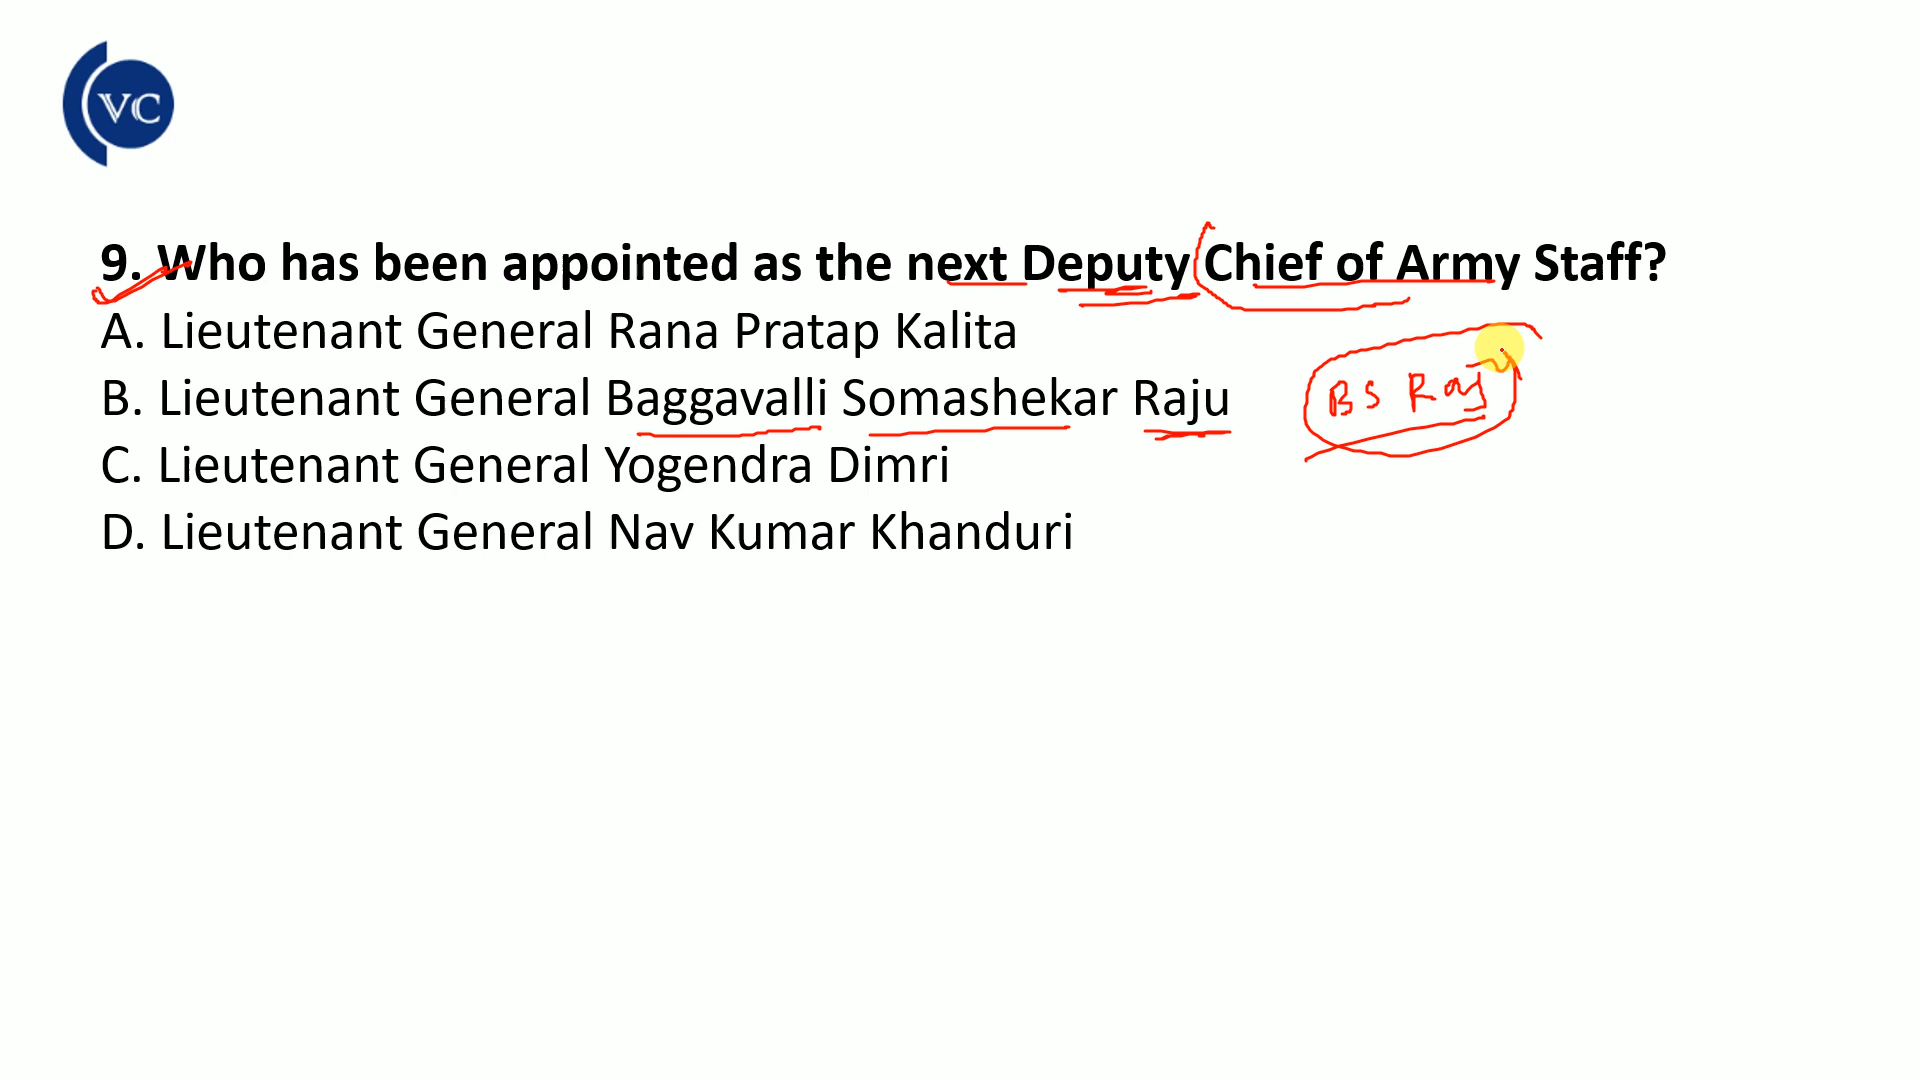 VC
9. Who has been appointed as the next Deputy Chief of Army Staff?
A. Lieutenant General Rana Pratap Kalita
B. Lieutenant General Baggavalli Somashekar Raju
BS Raju
C. Lieutenant General Yogendra Dimri
D. Lieutenant General Nav Kumar Khanduri